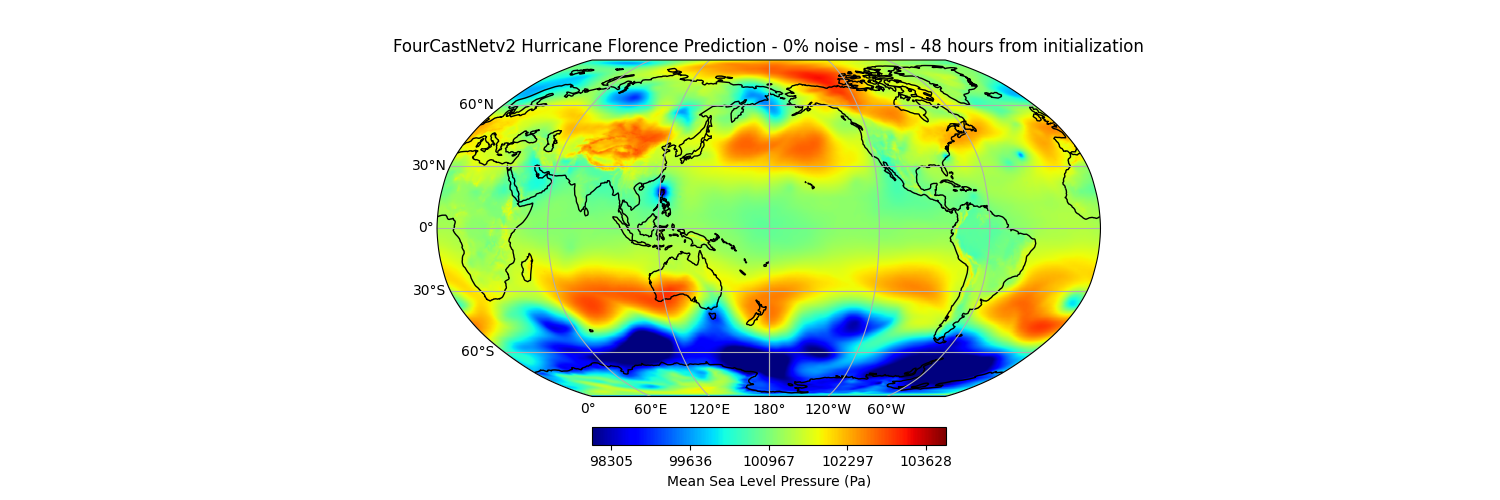 FourCastNetv2 Hurricane Florence Prediction - 0% noise - msl - 48 hours from initialization
60°N
30°N
0°
30°S
60°S
0° 60°E 120°E 180° 120°W 60°W
98305 99636 100967 102297 103628
Mean Sea Level Pressure (Pa)